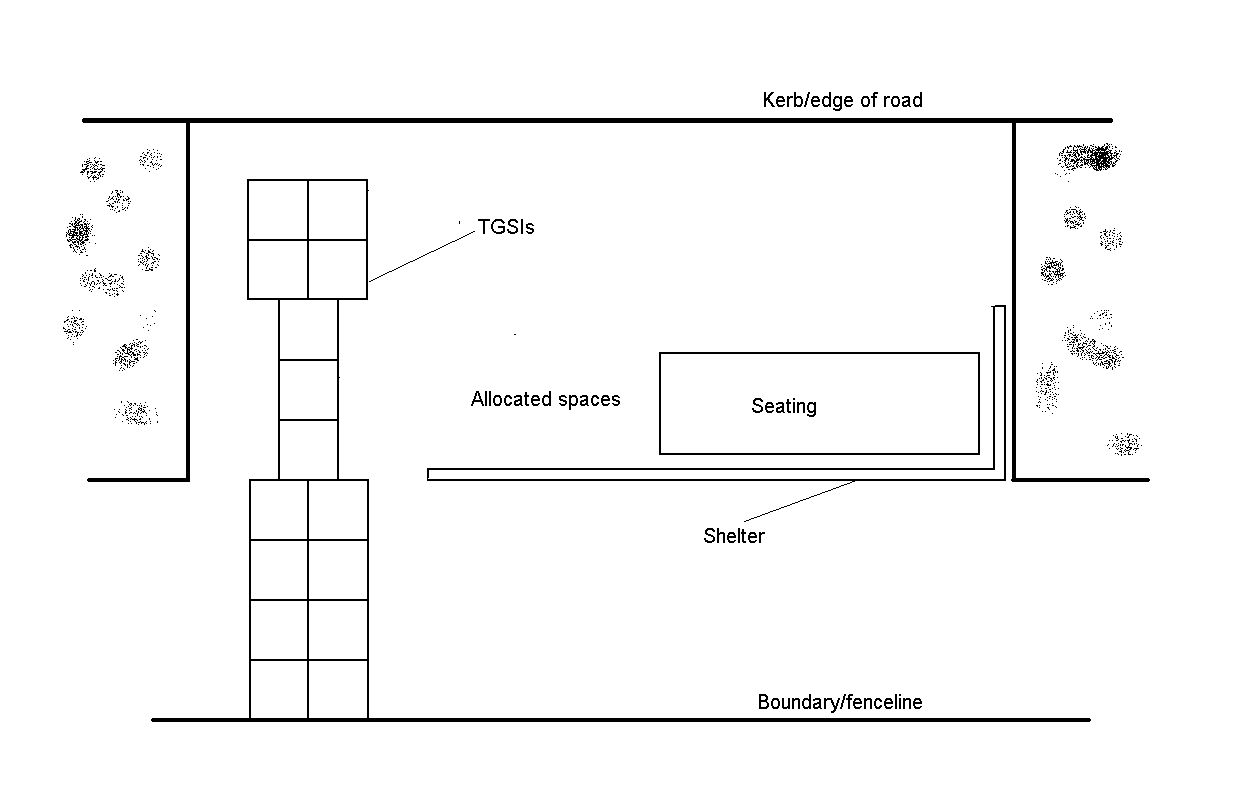 Kerb/edge of road
TGSIs
Allocated spaces
Seating
Shelter
Boundary/fenceline